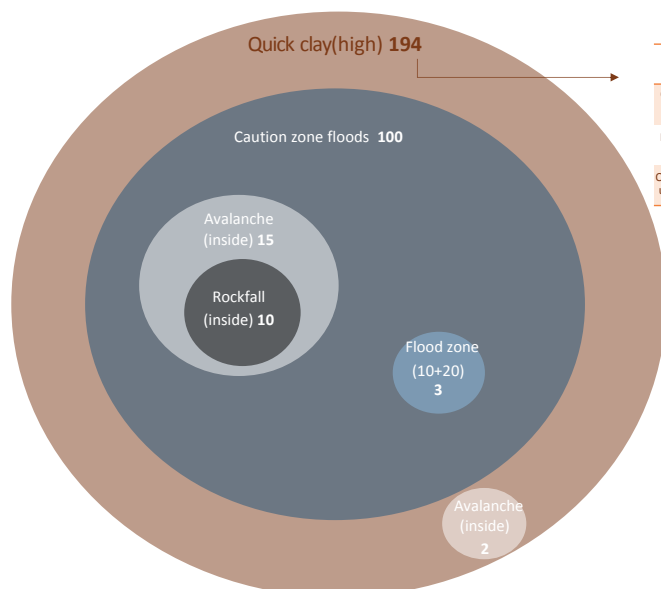 Quick clay(high) 194
Caution zone floods 100
Avalanche
(inside) 15
Rockfall
(inside) 10
Flood zone
(10+20)
3
Avalanche
(inside)
2